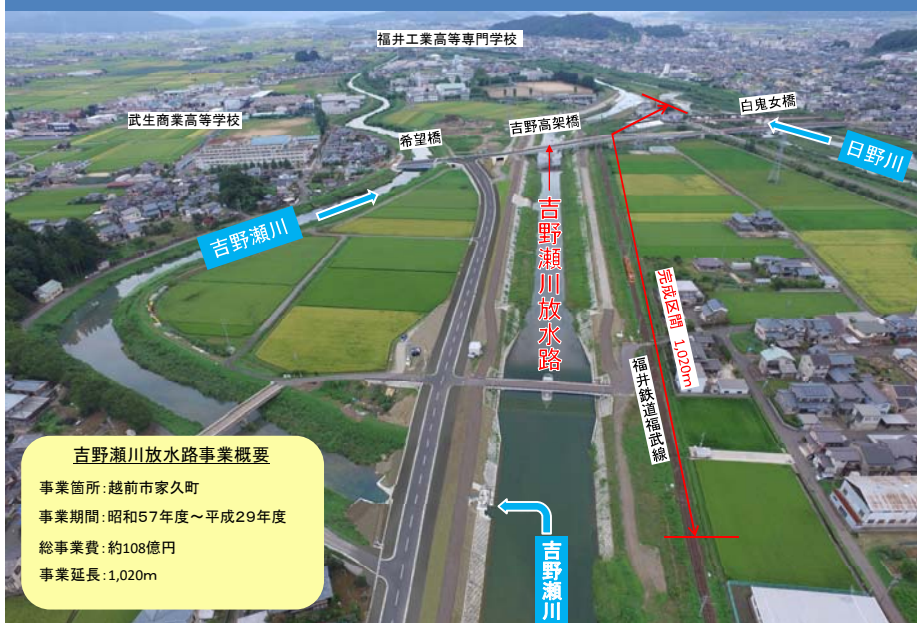 福井工業高等専門学校
白鬼女橋
吉野高架橋
武生商業高等学校
希望橋
日野川
吉野瀬川
吉野瀬川放水路
完成区間 1,020m
福井鉄道福武線
吉野瀬川放水路事業概要
事業箇所:越前市家久町
事業期間:昭和57年度～平成29年度
総事業費:約108億円
事業延長:1,020m
吉野瀬川